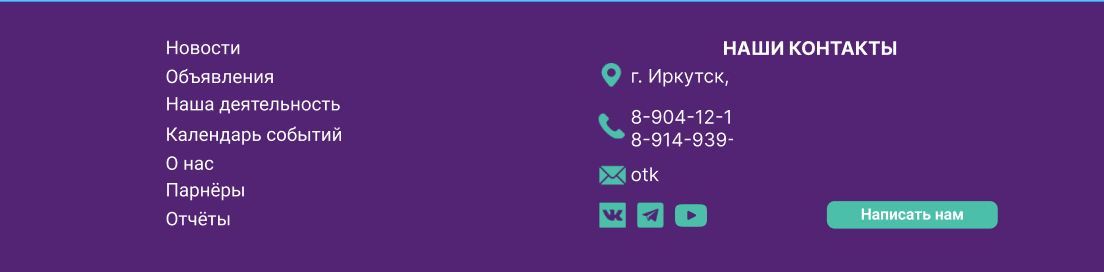 Новости
Объявления
Наша деятельность
Календарь событий
О нас
Парнёры
Отчёты
НАШИ КОНТАКТЫ
г. Иркутск,
8-904-12-1
8-914-939-
otk
Написать нам